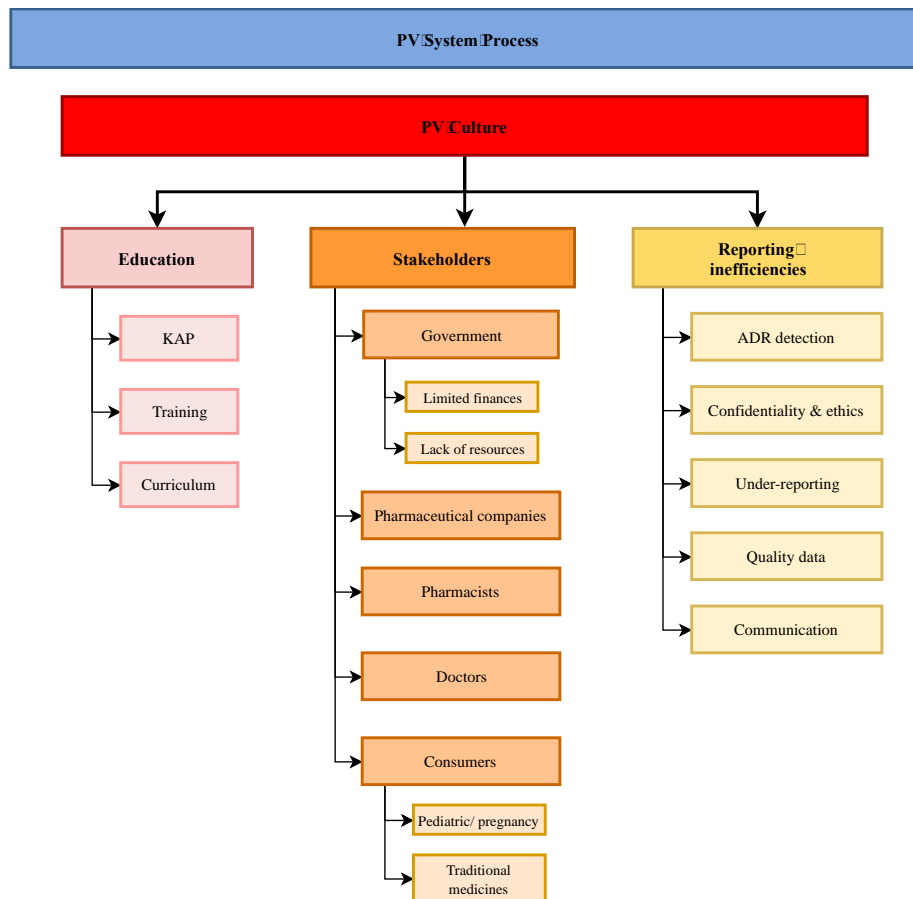 PV System Process
PV Culture
Education
KAP
Training
Curriculum
Stakeholders
Government
Limited finances
Lack of resources
Pharmaceutical companies
Pharmacists
Doctors
Consumers
Pediatric/ pregnancy
Traditional
medicines
Reporting
inefficiencies
ADR detection
Confidentiality & ethics
Under-reporting
Quality data
Communication